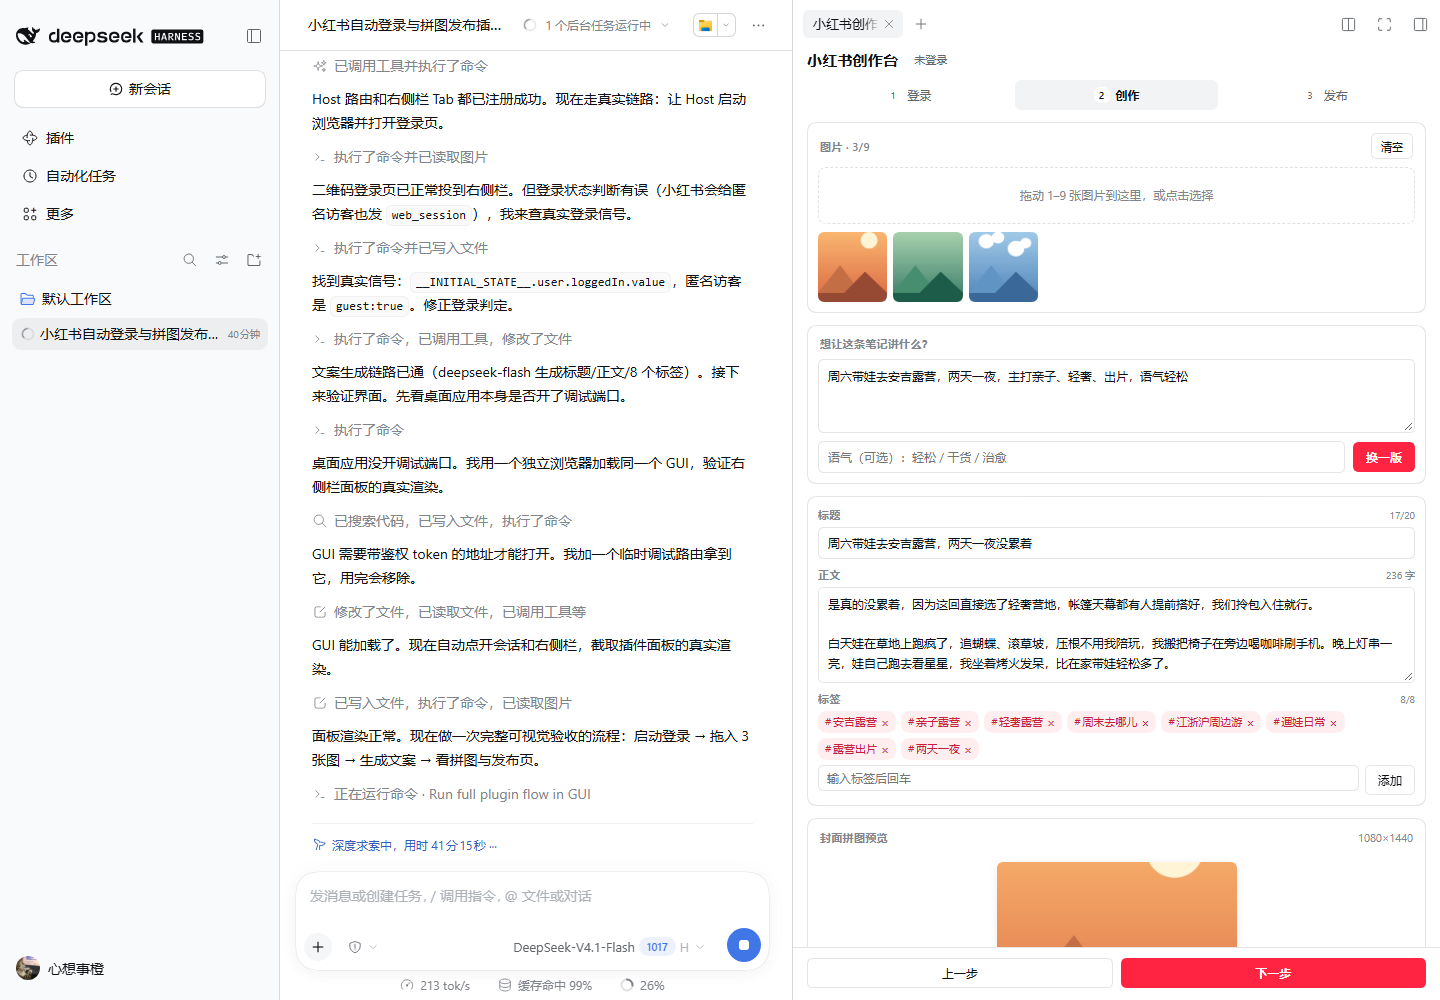 deepseek HARNESS
新会话
插件
自动化任务
更多
工作区
默认工作区
小红书自动登录与拼图发布... 40分钟
心想事橙
小红书自动登录与拼图发布插... 1 个后台任务运行中
已调用工具并执行了命令
Host 路由和右侧栏 Tab 都已注册成功。现在走真实链路：让 Host 启动
浏览器并打开登录页。
执行了命令并已读取图片
二维码登录页已正常投到右侧栏。但登录状态判断有误（小红书会给匿
名访客也发 web_session），我来查真实登录信号。
执行了命令并已写入文件
找到真实信号：__INITIAL_STATE__.user.loggedIn.value，匿名访客
是 guest:true。修正登录判定。
执行了命令，已调用工具，修改了文件
文案生成链路已通（deepseek-flash 生成标题/正文/8 个标签）。接下
来验证界面。先看桌面应用本身是否开了调试端口。
执行了命令
桌面应用没开调试端口。我用一个独立浏览器加载同一个 GUI，验证右
侧栏面板的真实渲染。
已搜索代码，已写入文件，执行了命令
GUI 需要带鉴权 token 的地址才能打开。我加一个临时调试路由拿到
它，用完会移除。
修改了文件，已读取文件，已调用工具等
GUI 能加载了。现在自动点开会话和右侧栏，截取插件面板的真实渲
染。
已写入文件，执行了命令，已读取图片
面板渲染正常。现在做一次完整可视觉验收的流程：启动登录 → 拖入 3
张图 → 生成文案 → 看拼图与发布页。
正在运行命令 · Run full plugin flow in GUI
深度求索中，用时 41分15秒 ...
发消息或创建任务, / 调用指令, @ 文件或对话
DeepSeek-V4.1-Flash 1017 H
213 tok/s 缓存命中 99% 26%
小红书创作
小红书创作台 未登录
1 登录 2 创作 3 发布
图片 · 3/9 清空
拖动 1–9 张图片到这里，或点击选择
想让这条笔记讲什么？
周六带娃去安吉露营，两天一夜，主打亲子、轻奢、出片，语气轻松
语气（可选）：轻松 / 干货 / 治愈 换一版
标题 17/20
周六带娃去安吉露营，两天一夜没累着
正文 236 字
是真的没累着，因为这回直接选了轻奢营地，帐篷天幕都有人提前搭好，我们拎包入住就行。
白天娃在草地上跑疯了，追蝴蝶、滚草坡，压根不用我陪玩，我搬把椅子在旁边喝咖啡刷手机。晚上灯串一
亮，娃自己跑去看星星，我坐着烤火发呆，比在家带娃轻松多了。
标签 8/8
#安吉露营 × #亲子露营 × #轻奢露营 × #周末去哪儿 × #江浙沪周边游 × #遛娃日常 ×
#露营出片 × #两天一夜 ×
输入标签后回车 添加
封面拼图预览 1080×1440
上一步 下一步